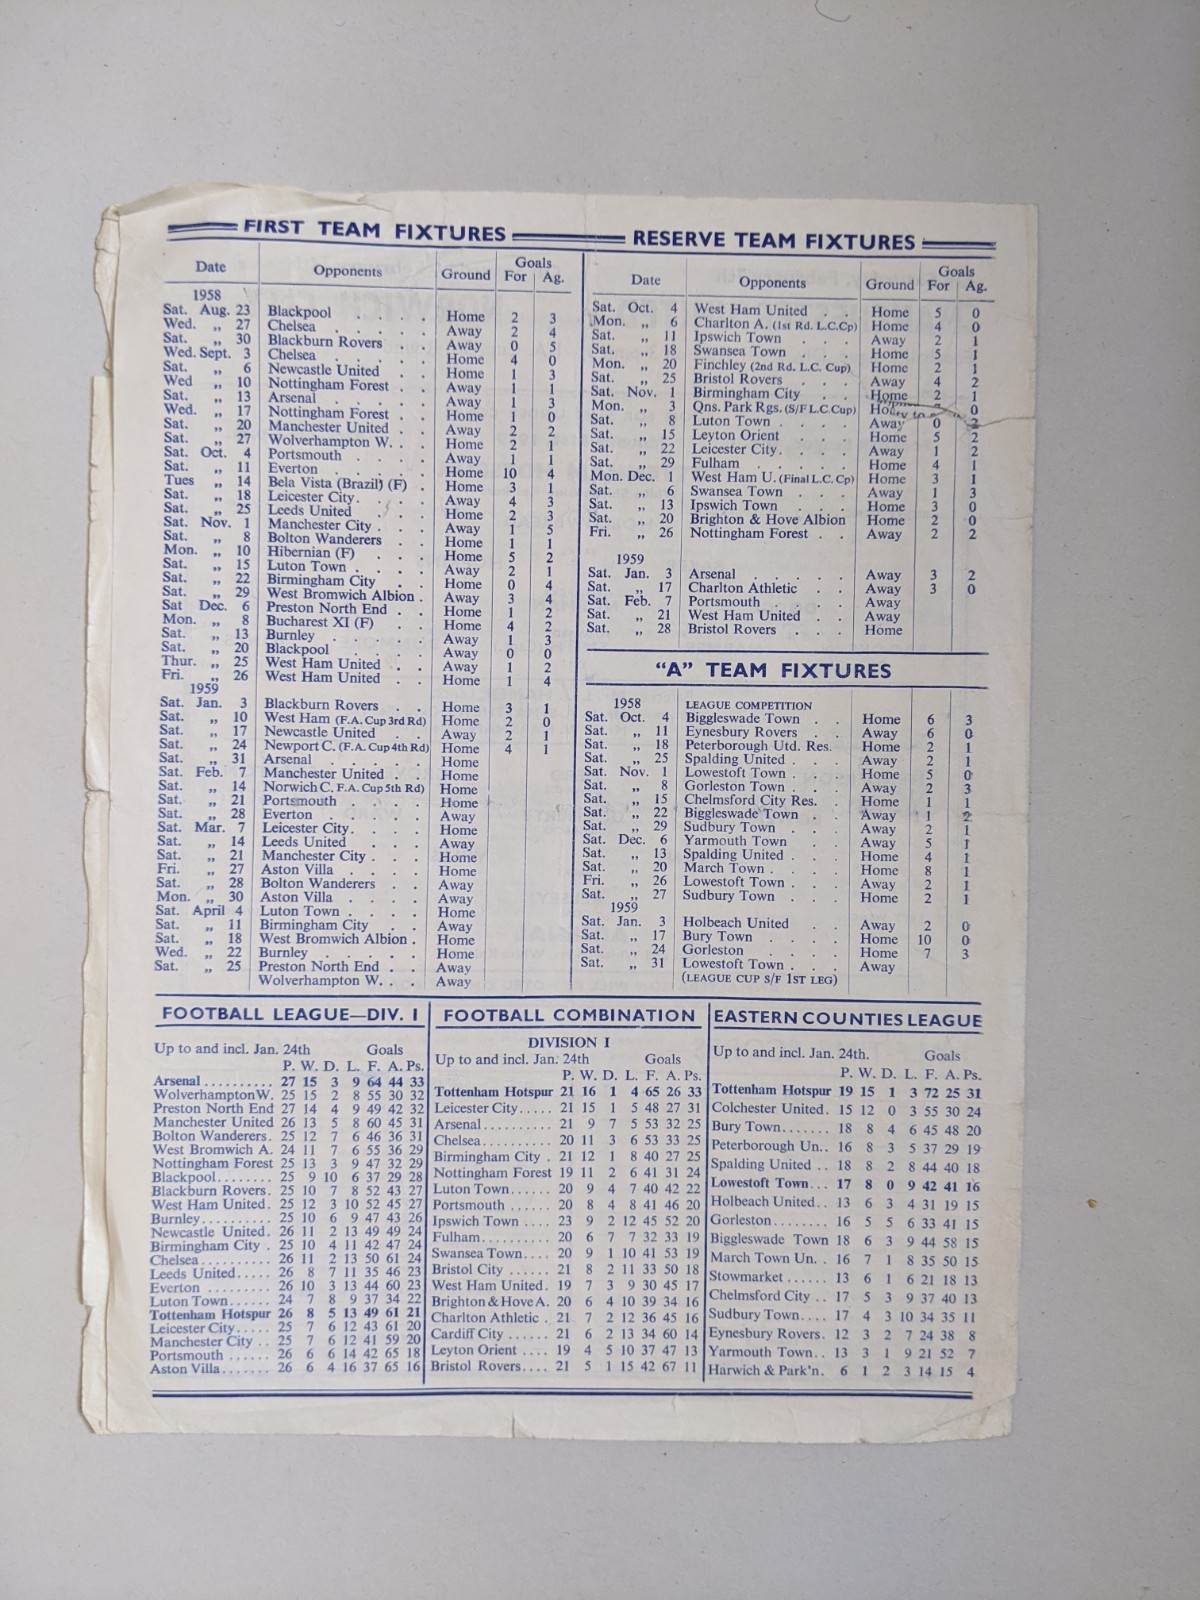 FIRST TEAM FIXTURES
Date Opponents Ground Goals For Ag.
1958
Sat. Aug. 23 Blackpool . . . . Home 2 3
Wed. „ 27 Chelsea . . . . . Away 2 4
Sat. „ 30 Blackburn Rovers . . Away 0 5
Wed. Sept. 3 Chelsea . . . . . Home 4 0
Sat. „ 6 Newcastle United . . Home 1 3
Wed „ 10 Nottingham Forest . . Away 1 1
Sat. „ 13 Arsenal . . . . . Away 1 3
Wed. „ 17 Nottingham Forest . . Home 1 0
Sat. „ 20 Manchester United . . Away 2 2
Sat. „ 27 Wolverhampton W. . . Home 2 1
Sat. Oct. 4 Portsmouth . . . . Away 1 1
Sat. „ 11 Everton . . . . . Home 10 4
Tues „ 14 Bela Vista (Brazil) (F) . Home 3 1
Sat. „ 18 Leicester City. . . . Away 4 3
Sat. „ 25 Leeds United . . . Home 2 3
Sat. Nov. 1 Manchester City . . . Away 1 5
Sat. „ 8 Bolton Wanderers . . Home 1 1
Mon. „ 10 Hibernian (F) . . . Home 5 2
Sat. „ 15 Luton Town . . . . Away 2 1
Sat. „ 22 Birmingham City . . Home 0 4
Sat. „ 29 West Bromwich Albion . Away 3 4
Sat Dec. 6 Preston North End . . Home 1 2
Mon. „ 8 Bucharest XI (F) . . Home 4 2
Sat. „ 13 Burnley . . . . . Away 1 3
Sat. „ 20 Blackpool . . . . Away 0 0
Thur. „ 25 West Ham United . . Away 1 2
Fri. „ 26 West Ham United . . Home 1 4
1959
Sat. Jan. 3 Blackburn Rovers . . Home 3 1
Sat. „ 10 West Ham (F.A. Cup 3rd Rd) Home 2 0
Sat. „ 17 Newcastle United . . Away 2 1
Sat. „ 24 Newport C. (F.A. Cup 4th Rd) Home 4 1
Sat. „ 31 Arsenal . . . . . Home
Sat. Feb. 7 Manchester United . . Home
Sat. „ 14 Norwich C. F.A. Cup 5th Rd) Home
Sat. „ 21 Portsmouth . . . . Home
Sat. „ 28 Everton . . . . . Away
Sat. Mar. 7 Leicester City. . . . Home
Sat. „ 14 Leeds United . . . Away
Sat. „ 21 Manchester City . . . Home
Fri. „ 27 Aston Villa . . . . Home
Sat. „ 28 Bolton Wanderers . . Away
Mon. „ 30 Aston Villa . . . . Away
Sat. April 4 Luton Town . . . . Home
Sat. „ 11 Birmingham City . . Away
Sat. „ 18 West Bromwich Albion . Home
Wed. „ 22 Burnley . . . . . Home
Sat. „ 25 Preston North End . . Away
Wolverhampton W. . . Away
RESERVE TEAM FIXTURES
Date Opponents Ground Goals For Ag.
Sat. Oct. 4 West Ham United . . Home 5 0
Mon. „ 6 Charlton A. (1st Rd. L.C.Cp) Home 4 0
Sat. „ 11 Ipswich Town . . . Away 2 1
Sat. „ 18 Swansea Town . . . Home 5 1
Mon. „ 20 Finchley (2nd Rd. L.C. Cup) Home 2 1
Sat. „ 25 Bristol Rovers . . . Away 4 2
Sat. Nov. 1 Birmingham City . . Home 2 1
Mon. „ 3 Qns. Park Rgs. (S/F L.C.Cup) 0
Sat. „ 8 Luton Town . . . . Away 0 2
Sat. „ 15 Leyton Orient . . . Home 5 2
Sat. „ 22 Leicester City. . . . Away 1 2
Sat. „ 29 Fulham . . . . . Home 4 1
Mon. Dec. 1 West Ham U. (Final L.C. Cp) Home 3 1
Sat. „ 6 Swansea Town . . . Away 1 3
Sat. „ 13 Ipswich Town . . . Home 3 0
Sat. „ 20 Brighton & Hove Albion Home 2 0
Fri. „ 26 Nottingham Forest . . Away 2 2
1959
Sat. Jan. 3 Arsenal . . . . . Away 3 2
Sat. „ 17 Charlton Athletic . . Away 3 0
Sat. Feb. 7 Portsmouth . . . . Away
Sat. „ 21 West Ham United . . Away
Sat. „ 28 Bristol Rovers . . . Home
“A” TEAM FIXTURES
1958 LEAGUE COMPETITION
Sat. Oct. 4 Biggleswade Town . . Home 6 3
Sat. „ 11 Eynesbury Rovers . . Away 6 0
Sat. „ 18 Peterborough Utd. Res. Home 2 1
Sat. „ 25 Spalding United . . . Away 2 1
Sat. Nov. 1 Lowestoft Town . . . Home 5 0
Sat. „ 8 Gorleston Town . . . Away 2 3
Sat. „ 15 Chelmsford City Res. . Home 1 1
Sat. „ 22 Biggleswade Town . . Away 1 2
Sat. „ 29 Sudbury Town . . . Away 2 1
Sat. Dec. 6 Yarmouth Town . . . Away 5 1
Sat. „ 13 Spalding United . . . Home 4 1
Sat. „ 20 March Town . . . . Home 8 1
Fri. „ 26 Lowestoft Town . . . Away 2 1
Sat. „ 27 Sudbury Town . . . Home 2 1
1959
Sat. Jan. 3 Holbeach United . . Away 2 0
Sat. „ 17 Bury Town . . . . Home 10 0
Sat. „ 24 Gorleston . . . . Home 7 3
Sat. „ 31 Lowestoft Town . . . Away
(LEAGUE CUP S/F 1ST LEG)
FOOTBALL LEAGUE—DIV. I
Up to and incl. Jan. 24th Goals
P. W. D. L. F. A. Ps.
Arsenal .......... 27 15 3 9 64 44 33
Wolverhampton W. 25 15 2 8 55 30 32
Preston North End 27 14 4 9 49 42 32
Manchester United 26 13 5 8 60 45 31
Bolton Wanderers. 25 12 7 6 46 36 31
West Bromwich A. 24 11 7 6 55 36 29
Nottingham Forest 25 13 3 9 47 32 29
Blackpool........ 25 9 10 6 37 29 28
Blackburn Rovers. 25 10 7 8 52 43 27
West Ham United. 25 12 3 10 52 45 27
Burnley.......... 25 10 6 9 47 43 26
Newcastle United. 26 11 2 13 49 49 24
Birmingham City . 25 10 4 11 42 47 24
Chelsea.......... 26 11 2 13 50 61 24
Leeds United..... 26 8 7 11 35 46 23
Everton ......... 26 10 3 13 44 60 23
Luton Town...... 24 7 8 9 37 34 22
Tottenham Hotspur 26 8 5 13 49 61 21
Leicester City..... 25 7 6 12 43 61 20
Manchester City .. 25 7 6 12 41 59 20
Portsmouth ...... 26 6 6 14 42 65 18
Aston Villa....... 26 6 4 16 37 65 16
FOOTBALL COMBINATION
DIVISION I
Up to and incl. Jan. 24th Goals
P. W. D. L. F. A. Ps.
Tottenham Hotspur 21 16 1 4 65 26 33
Leicester City..... 21 15 1 5 48 27 31
Arsenal.......... 21 9 7 5 53 32 25
Chelsea.......... 20 11 3 6 53 33 25
Birmingham City . 21 12 1 8 40 27 25
Nottingham Forest 19 11 2 6 41 31 24
Luton Town...... 20 9 4 7 40 42 22
Portsmouth ...... 20 8 4 8 41 46 20
Ipswich Town .... 23 9 2 12 45 52 20
Fulham.......... 20 6 7 7 32 33 19
Swansea Town.... 20 9 1 10 41 53 19
Bristol City ...... 21 8 2 11 33 50 18
West Ham United. 19 7 3 9 30 45 17
Brighton & Hove A. 20 6 4 10 39 34 16
Charlton Athletic . 21 7 2 12 36 45 16
Cardiff City ...... 21 6 2 13 34 60 14
Leyton Orient .... 19 4 5 10 37 47 13
Bristol Rovers.... 21 5 1 15 42 67 11
EASTERN COUNTIES LEAGUE
Up to and incl. Jan. 24th. Goals
P. W. D. L. F. A. Ps.
Tottenham Hotspur 19 15 1 3 72 25 31
Colchester United. 15 12 0 3 55 30 24
Bury Town....... 18 8 4 6 45 48 20
Peterborough Un.. 16 8 3 5 37 29 19
Spalding United .. 18 8 2 8 44 40 18
Lowestoft Town... 17 8 0 9 42 41 16
Holbeach United.. 13 6 3 4 31 19 15
Gorleston........ 16 5 5 6 33 41 15
Biggleswade Town 18 6 3 9 44 58 15
March Town Un. . 16 7 1 8 35 50 15
Stowmarket ...... 13 6 1 6 21 18 13
Chelmsford City .. 17 5 3 9 37 40 13
Sudbury Town.... 17 4 3 10 34 35 11
Eynesbury Rovers. 12 3 2 7 24 38 8
Yarmouth Town.. 13 3 1 9 21 52 7
Harwich & Park'n. 6 1 2 3 14 15 4